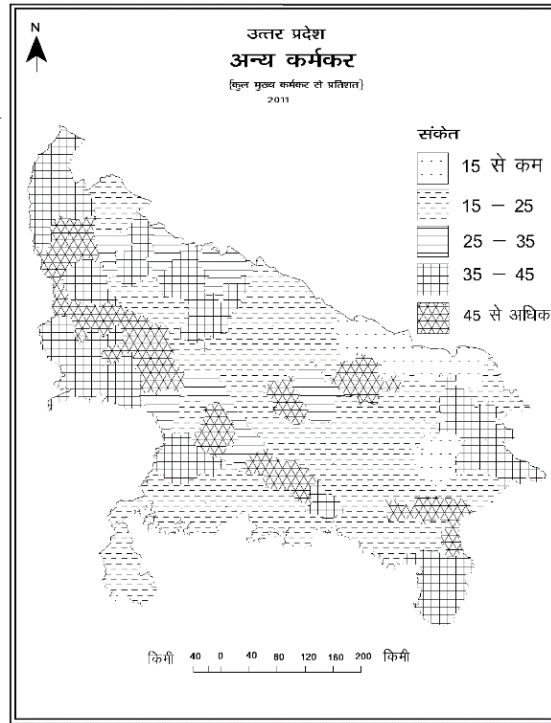 N
उत्तर प्रदेश
अन्य कर्मकर
{कुल मुख्य कर्मकर से प्रतिशत}
2011
संकेत
15 से कम
15 – 25
25 – 35
35 – 45
45 से अधिक
किमी 40 0 40 80 120 160 200 किमी